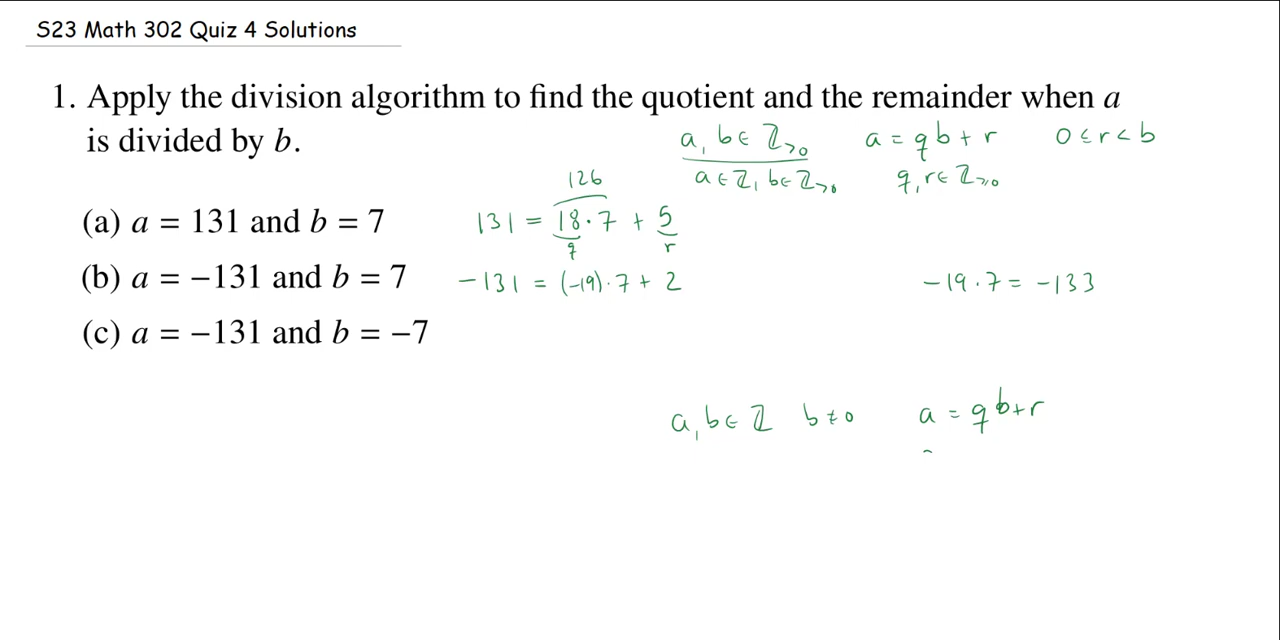 S23 Math 302 Quiz 4 Solutions
1. Apply the division algorithm to find the quotient and the remainder when a
is divided by b.
a, b ∈ ℤ>0 a = qb + r 0 ≤ r < b
a ∈ ℤ, b ∈ ℤ>0 q, r ∈ ℤ≥0
126
(a) a = 131 and b = 7 131 = 18 · 7 + 5
q r
(b) a = −131 and b = 7 −131 = (−19) · 7 + 2 −19 · 7 = −133
(c) a = −131 and b = −7
a, b ∈ ℤ b ≠ 0 a = qb + r